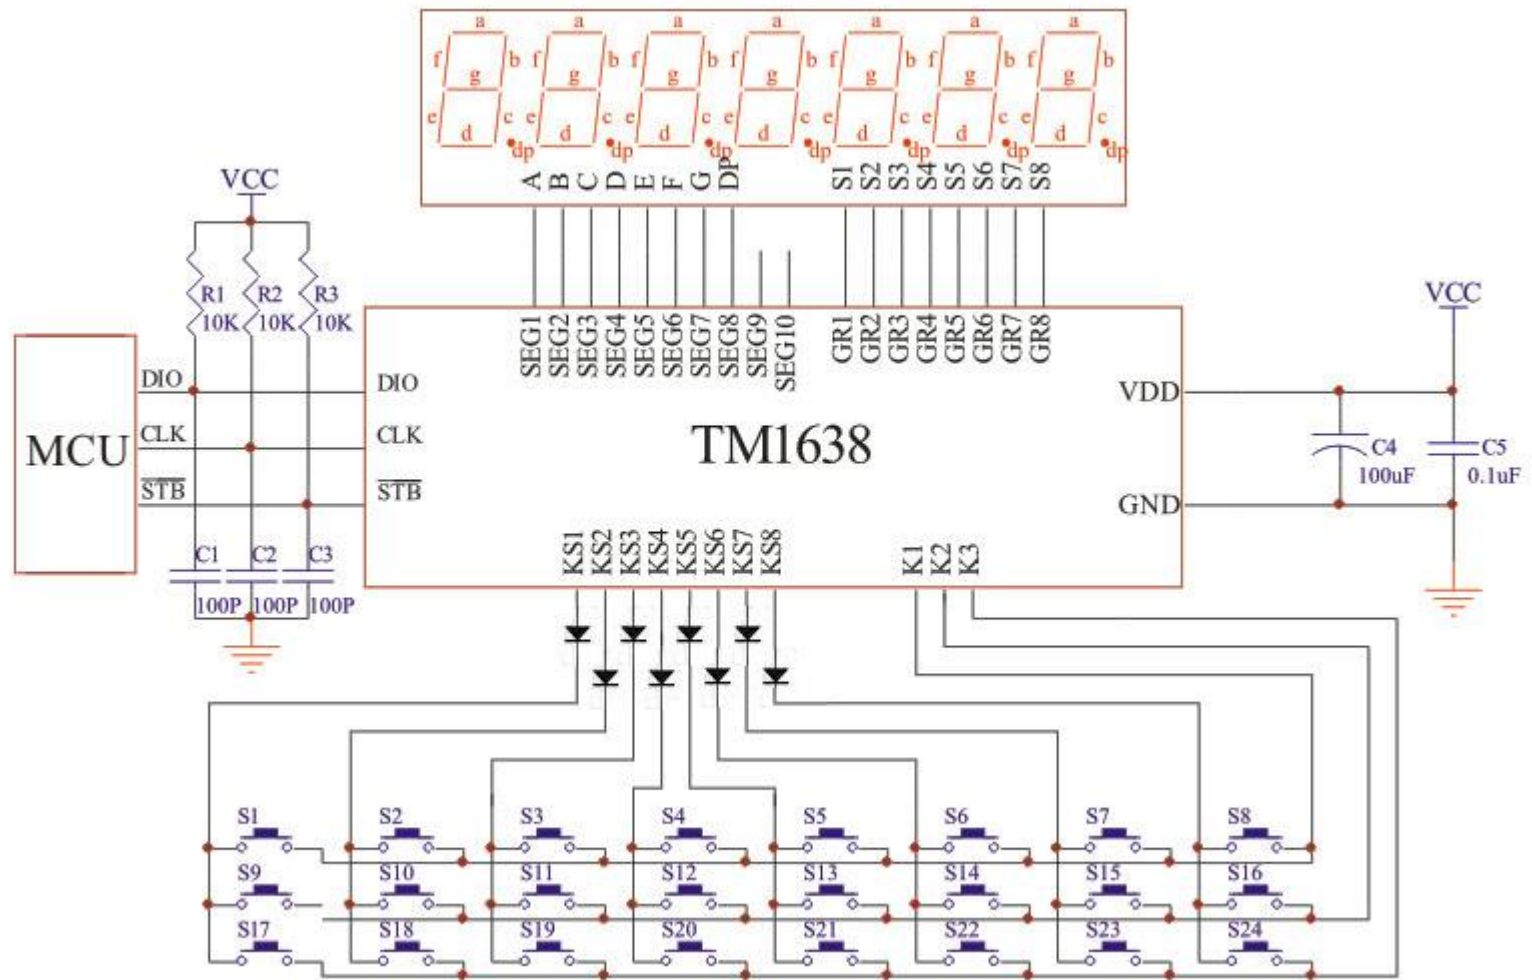 a a a a a a a
f b f b f b f b f b f b f b
g g g g g g g
e c e c e c e c e c e c e c
d d d d d d d
dp dp dp dp dp dp dp
A B C D E F G DP S1 S2 S3 S4 S5 S6 S7 S8
VCC
R1 R2 R3
10K 10K 10K
SEG1 SEG2 SEG3 SEG4 SEG5 SEG6 SEG7 SEG8 SEG9 SEG10 GR1 GR2 GR3 GR4 GR5 GR6 GR7 GR8
VCC
DIO DIO VDD
MCU CLK CLK TM1638
STB STB GND
C4 C5
100uF 0.1uF
KS1 KS2 KS3 KS4 KS5 KS6 KS7 KS8 K1 K2 K3
C1 C2 C3
100P 100P 100P
S1 S2 S3 S4 S5 S6 S7 S8
S9 S10 S11 S12 S13 S14 S15 S16
S17 S18 S19 S20 S21 S22 S23 S24